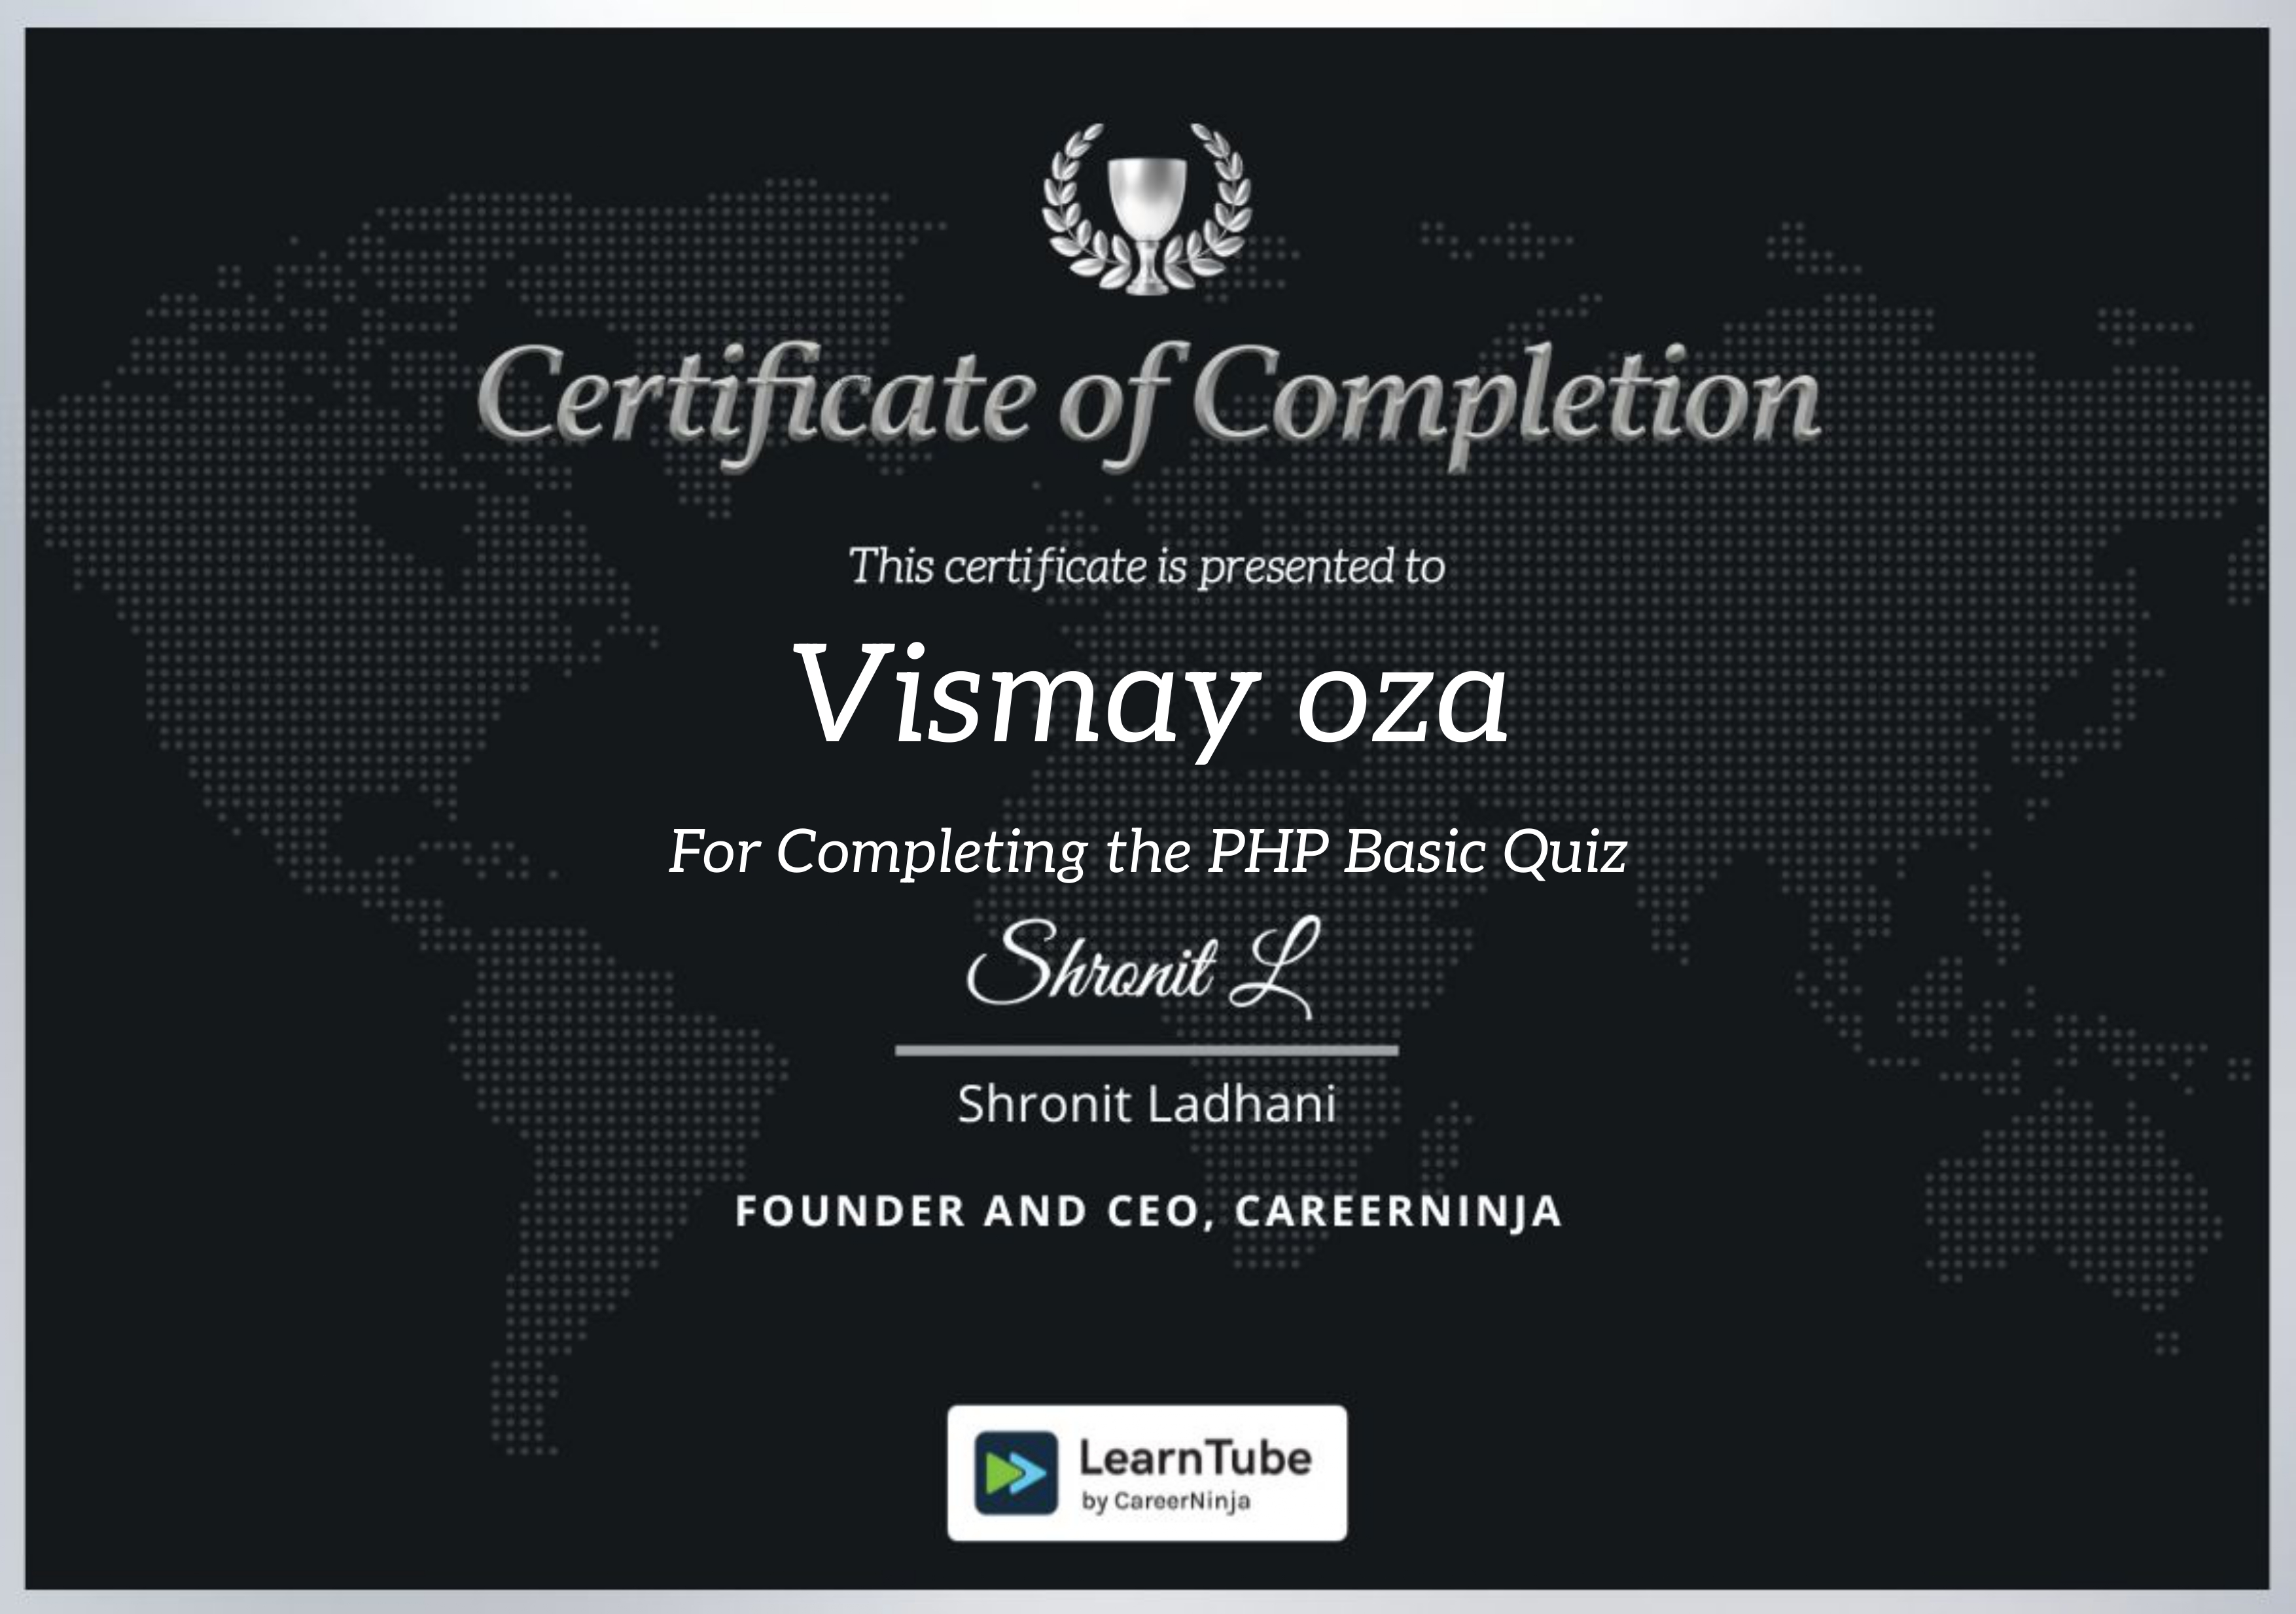 Certificate of Completion
This certificate is presented to
Vismay oza
For Completing the PHP Basic Quiz
Shronit L
Shronit Ladhani
FOUNDER AND CEO, CAREERNINJA
LearnTube
by CareerNinja